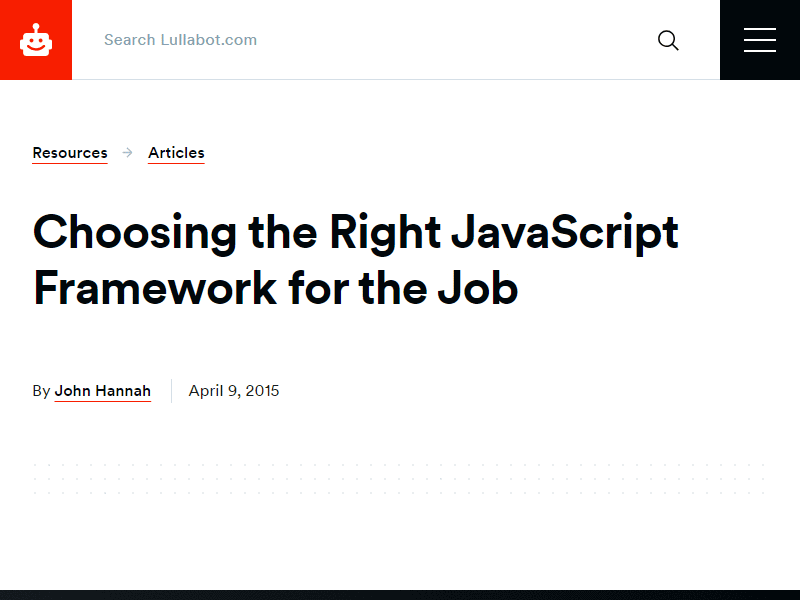 Search Lullabot.com
Resources → Articles
Choosing the Right JavaScript
Framework for the Job
By John Hannah
April 9, 2015